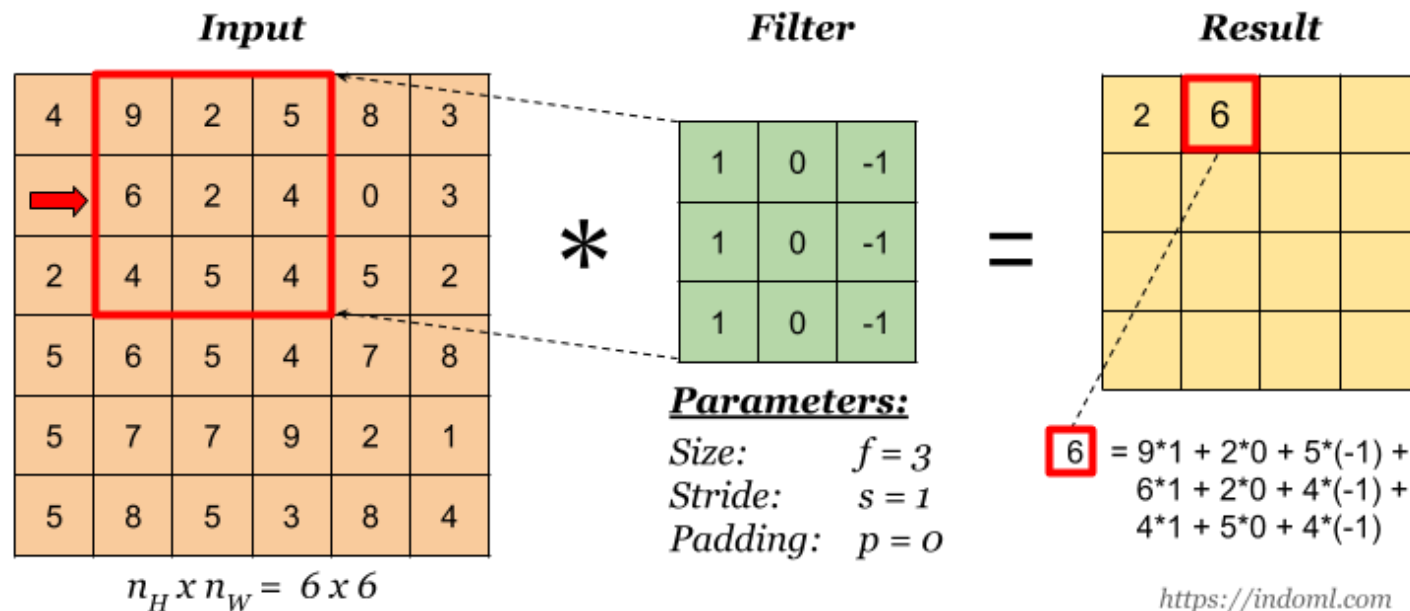 Input
4 9 2 5 8 3
6 2 4 0 3
2 4 5 4 5 2
5 6 5 4 7 8
5 7 7 9 2 1
5 8 5 3 8 4
n_H x n_W = 6 x 6
*
Filter
1 0 -1
1 0 -1
1 0 -1
Parameters:
Size: f = 3
Stride: s = 1
Padding: p = 0
=
Result
2 6
6 = 9*1 + 2*0 + 5*(-1) +
6*1 + 2*0 + 4*(-1) +
4*1 + 5*0 + 4*(-1)
https://indoml.com